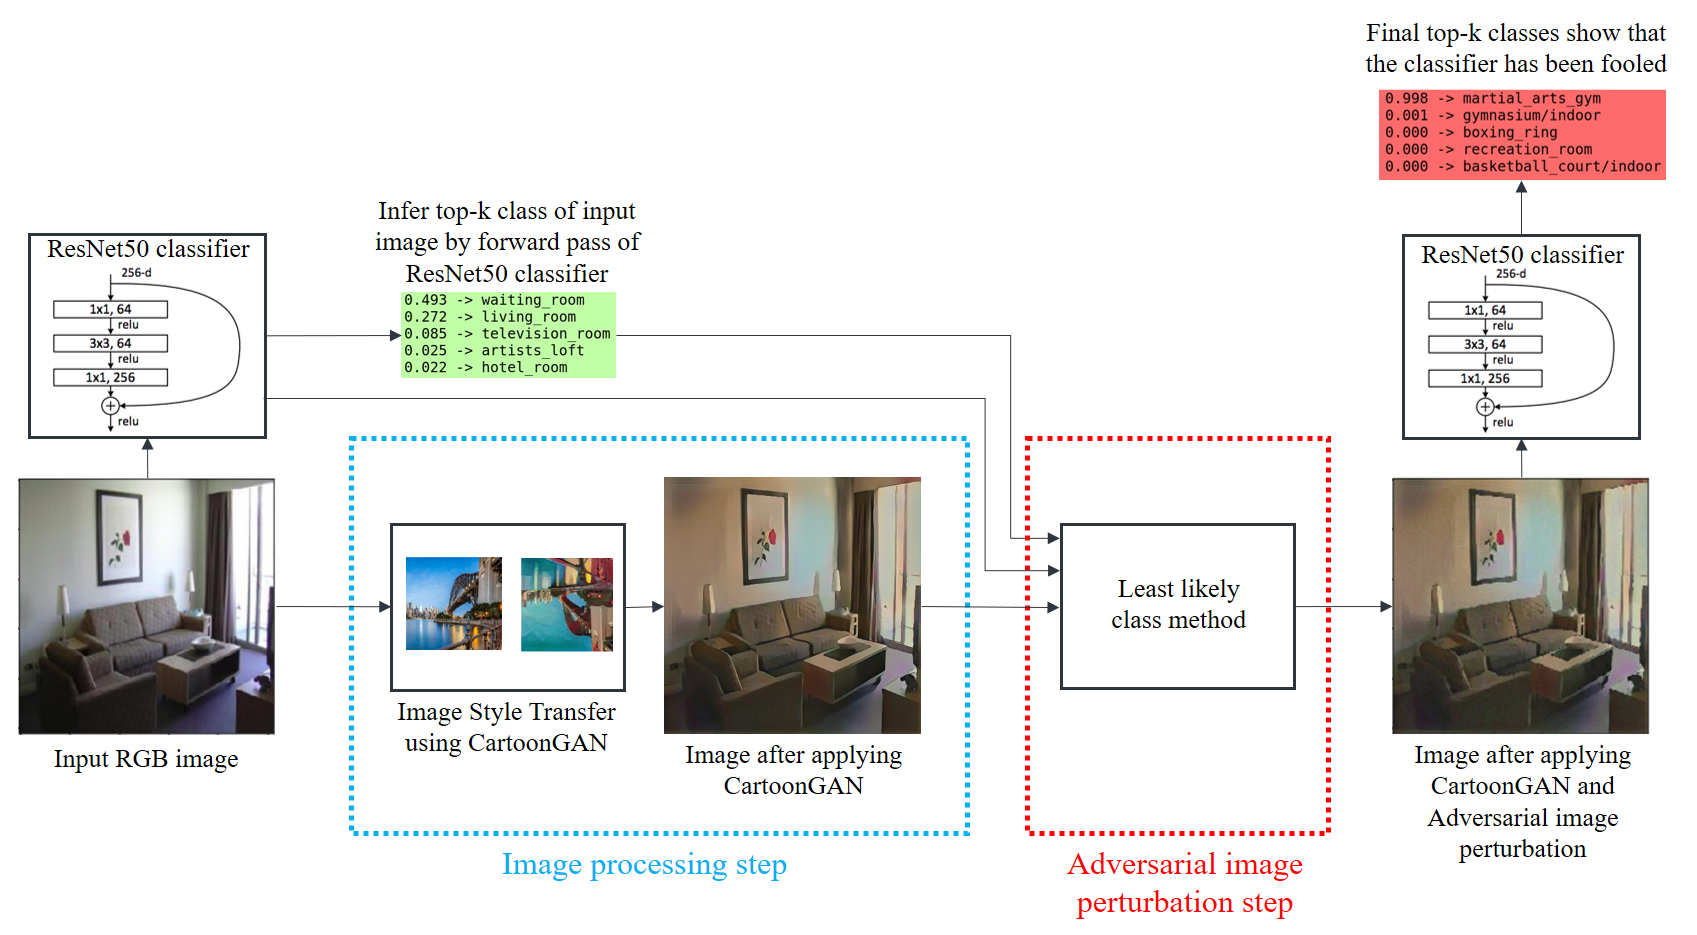 Final top-k classes show that
the classifier has been fooled
0.998 -> martial_arts_gym
0.001 -> gymnasium/indoor
0.000 -> boxing_ring
0.000 -> recreation_room
0.000 -> basketball_court/indoor
Infer top-k class of input
image by forward pass of
ResNet50 classifier
0.493 -> waiting_room
0.272 -> living_room
0.085 -> television_room
0.025 -> artists_loft
0.022 -> hotel_room
ResNet50 classifier
256-d
1x1, 64
relu
3x3, 64
relu
1x1, 256
relu
ResNet50 classifier
256-d
1x1, 64
relu
3x3, 64
relu
1x1, 256
relu
Input RGB image
Image Style Transfer
using CartoonGAN
Image after applying
CartoonGAN
Image processing step
Least likely
class method
Adversarial image
perturbation step
Image after applying
CartoonGAN and
Adversarial image
perturbation